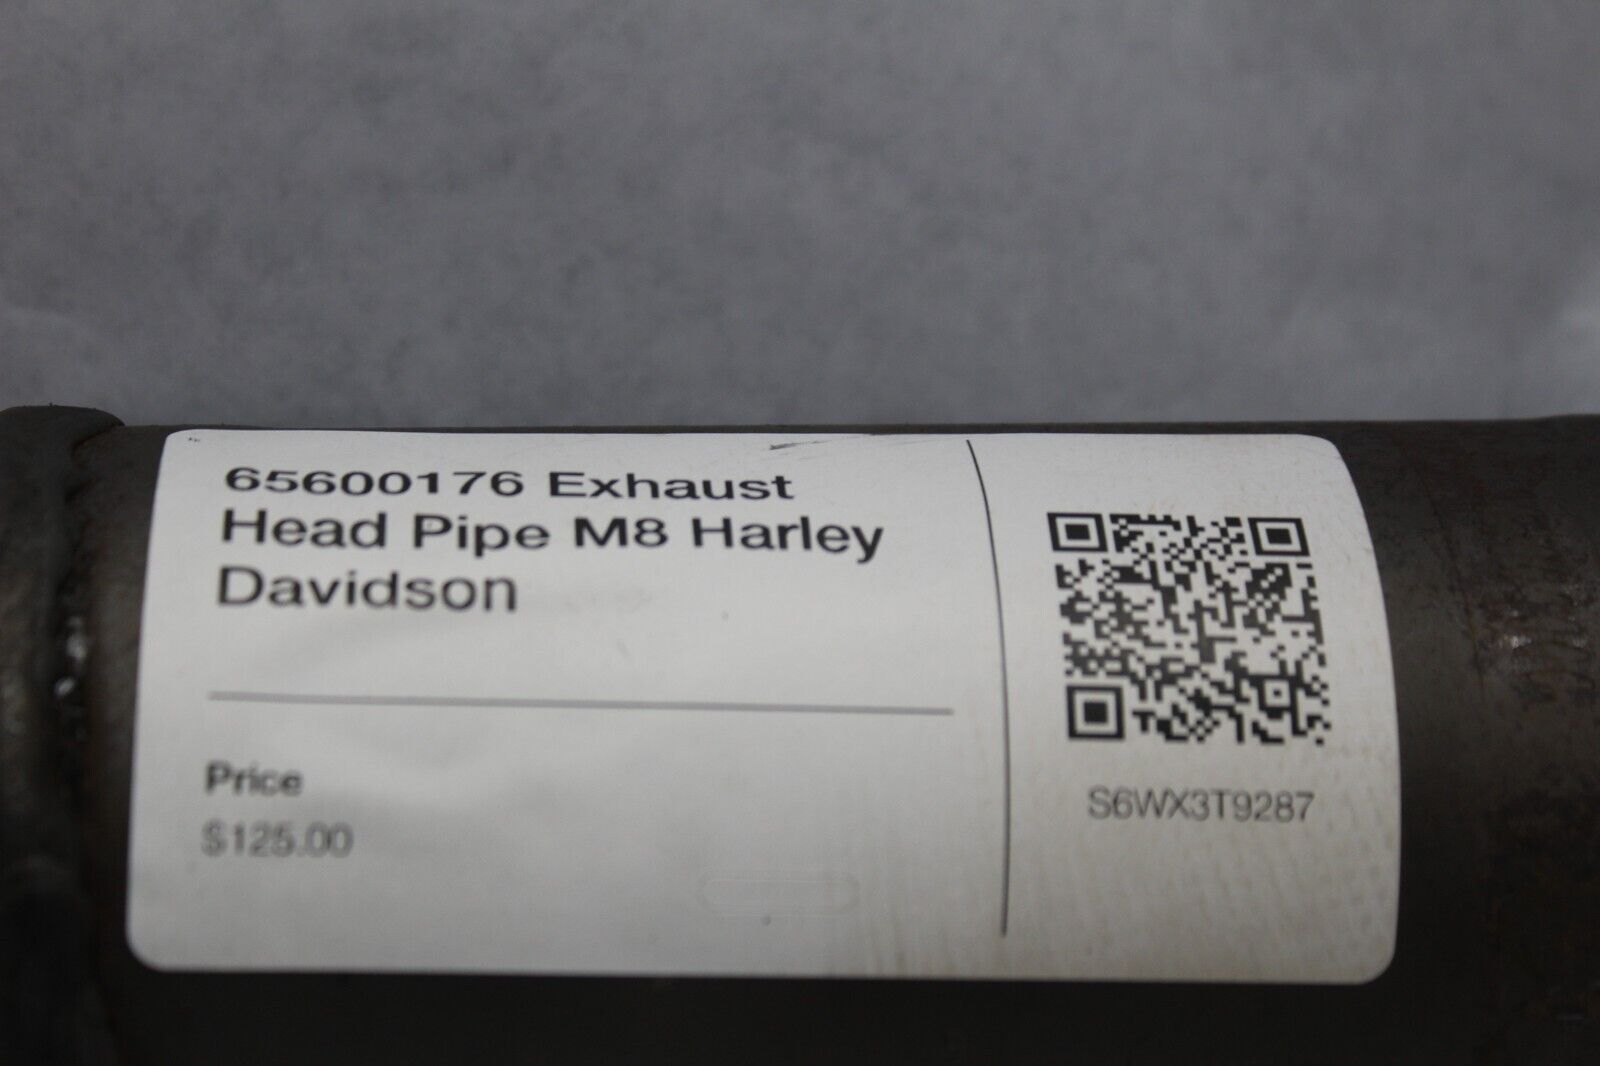 65600176 Exhaust
Head Pipe M8 Harley
Davidson
Price
$125.00
S6WX3T9287